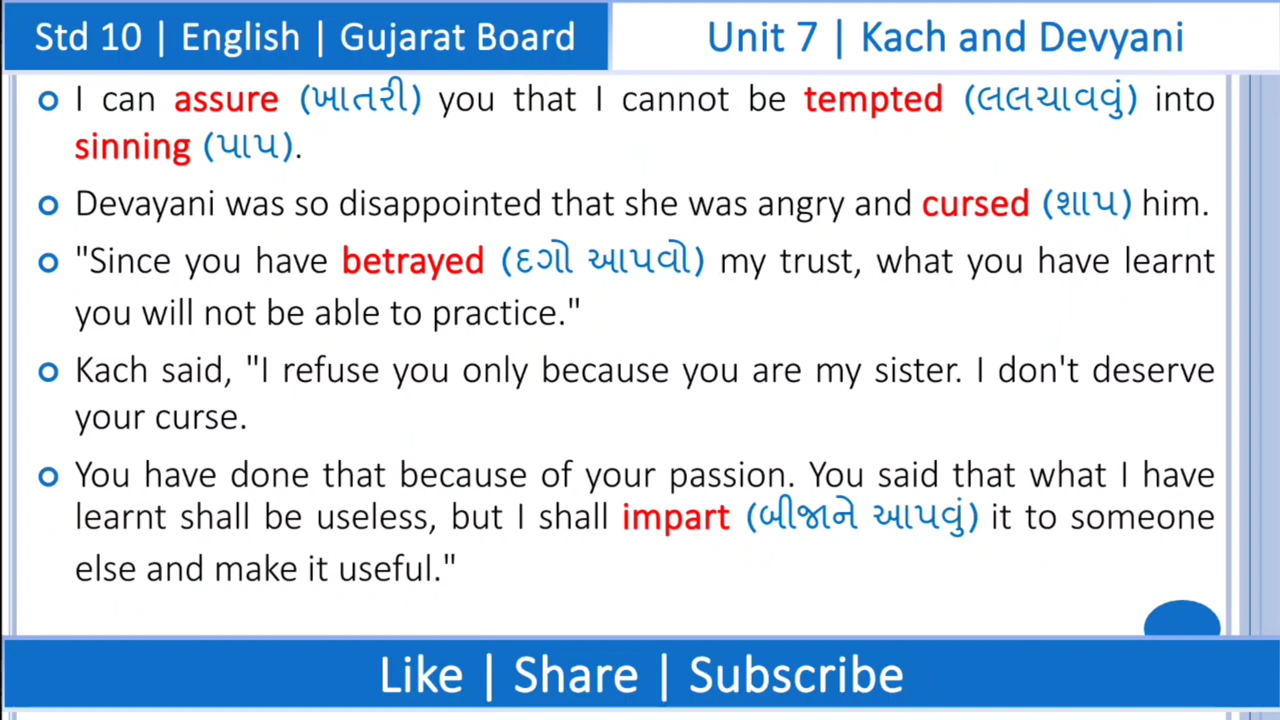 Std 10 | English | Gujarat Board
Unit 7 | Kach and Devyani
I can assure (ખાતરી) you that I cannot be tempted (લલચાવવું) into
sinning (પાપ).
Devayani was so disappointed that she was angry and cursed (શાપ) him.
"Since you have betrayed (દગો આપવો) my trust, what you have learnt
you will not be able to practice."
Kach said, "I refuse you only because you are my sister. I don't deserve
your curse.
You have done that because of your passion. You said that what I have
learnt shall be useless, but I shall impart (બીજાને આપવું) it to someone
else and make it useful."
Like | Share | Subscribe